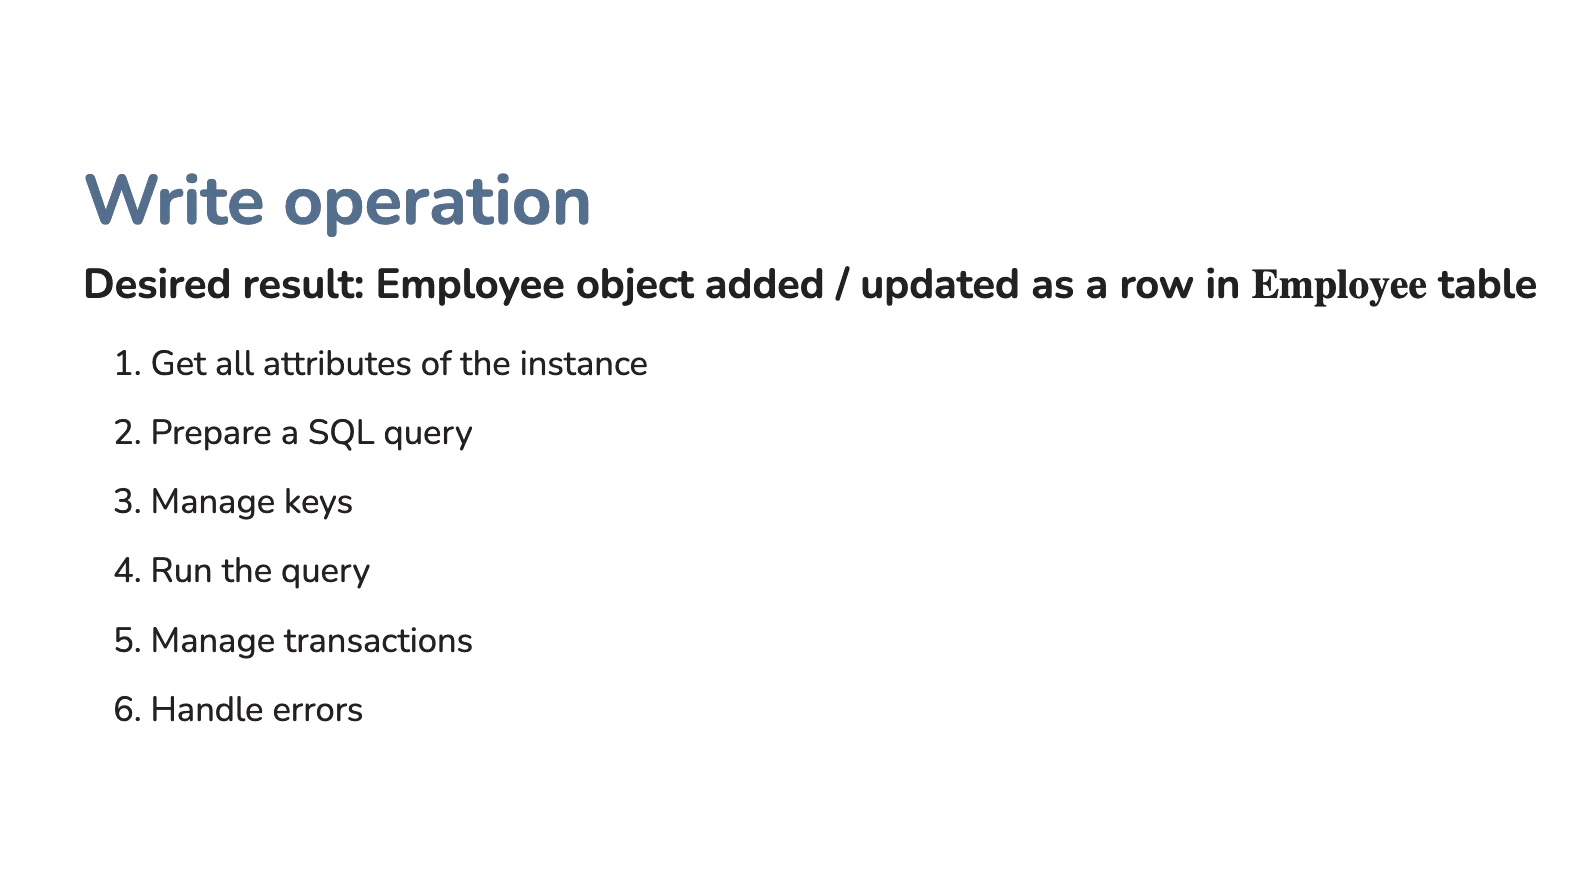 Write operation
Desired result: Employee object added / updated as a row in Employee table
1. Get all attributes of the instance
2. Prepare a SQL query
3. Manage keys
4. Run the query
5. Manage transactions
6. Handle errors